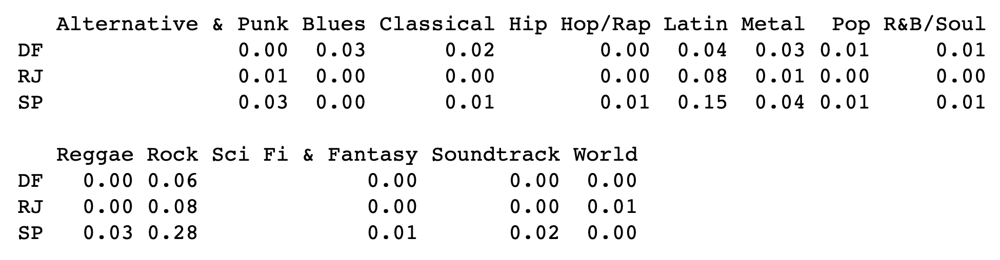 Alternative & Punk Blues Classical Hip Hop/Rap Latin Metal Pop R&B/Soul
DF 0.00 0.03 0.02 0.00 0.04 0.03 0.01 0.01
RJ 0.01 0.00 0.00 0.00 0.08 0.01 0.00 0.00
SP 0.03 0.00 0.01 0.01 0.15 0.04 0.01 0.01
Reggae Rock Sci Fi & Fantasy Soundtrack World
DF 0.00 0.06 0.00 0.00 0.00
RJ 0.00 0.08 0.00 0.00 0.01
SP 0.03 0.28 0.01 0.02 0.00